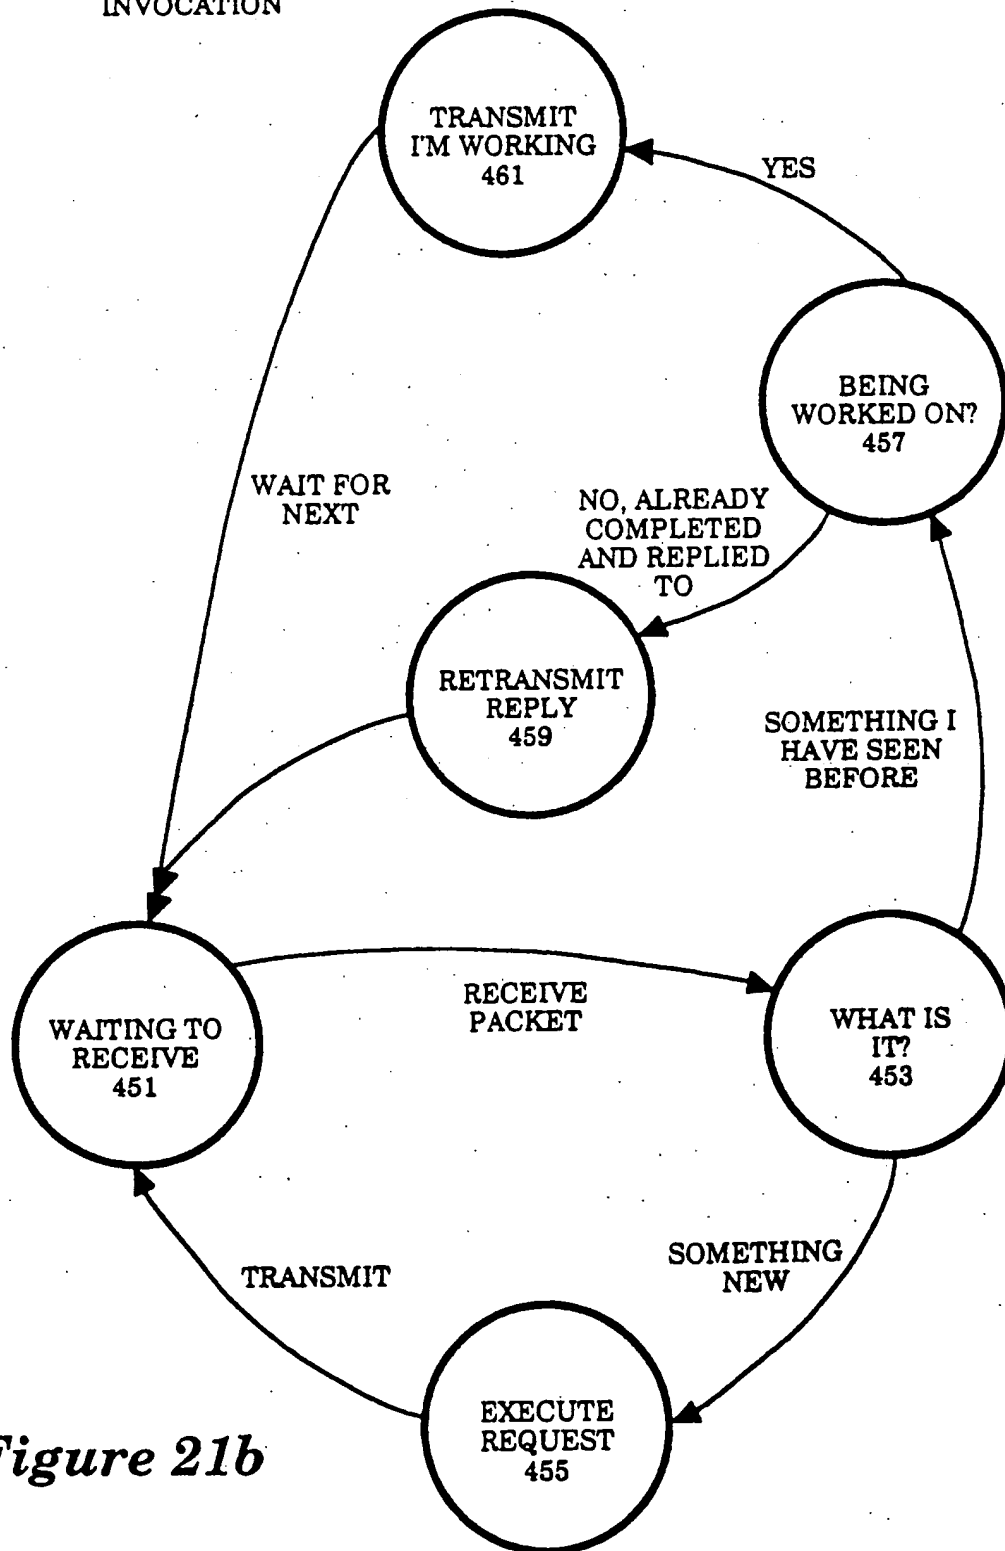 INVOCATION
TRANSMIT
I'M WORKING
461
YES
BEING
WORKED ON?
457
WAIT FOR
NEXT
NO, ALREADY
COMPLETED
AND REPLIED
TO
RETRANSMIT
REPLY
459
SOMETHING I
HAVE SEEN
BEFORE
RECEIVE
PACKET
WAITING TO
RECEIVE
451
WHAT IS
IT?
453
TRANSMIT
SOMETHING
NEW
EXECUTE
REQUEST
455
Figure 21b